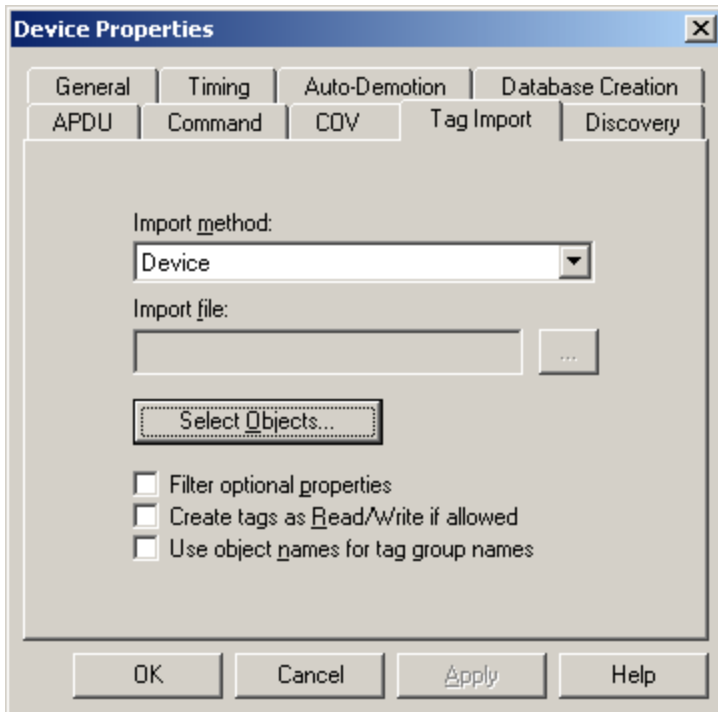 Device Properties
General Timing Auto-Demotion Database Creation
APDU Command COV Tag Import Discovery
Import method:
Device
Import file:
...
Select Objects...
Filter optional properties
Create tags as Read/Write if allowed
Use object names for tag group names
OK Cancel Apply Help